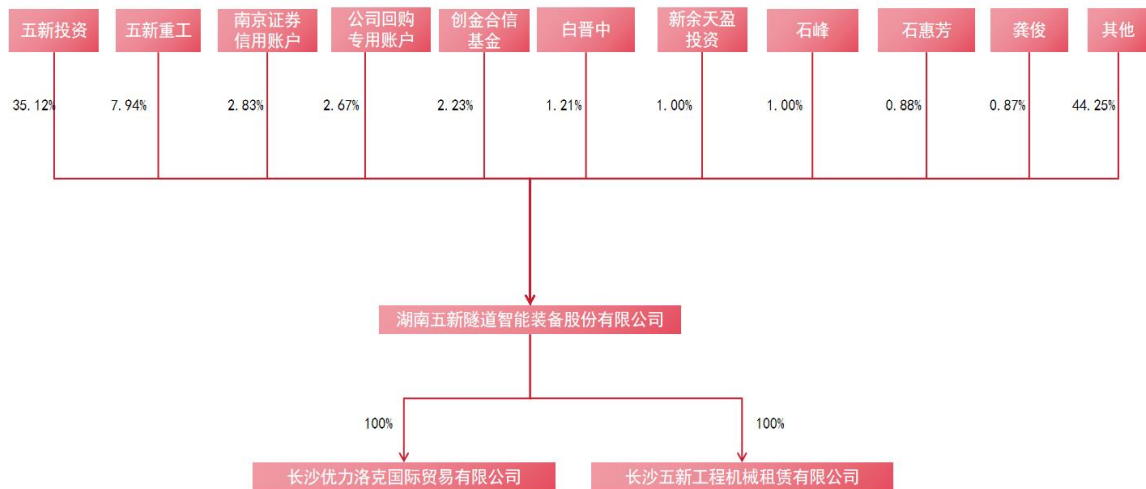 五新投资
五新重工
南京证券
信用账户
公司回购
专用账户
创金合信
基金
白晋中
新余天盈
投资
石峰
石惠芳
龚俊
其他
35.12%
7.94%
2.83%
2.67%
2.23%
1.21%
1.00%
1.00%
0.88%
0.87%
44.25%
湖南五新隧道智能装备股份有限公司
100%
100%
长沙优力洛克国际贸易有限公司
长沙五新工程机械租赁有限公司